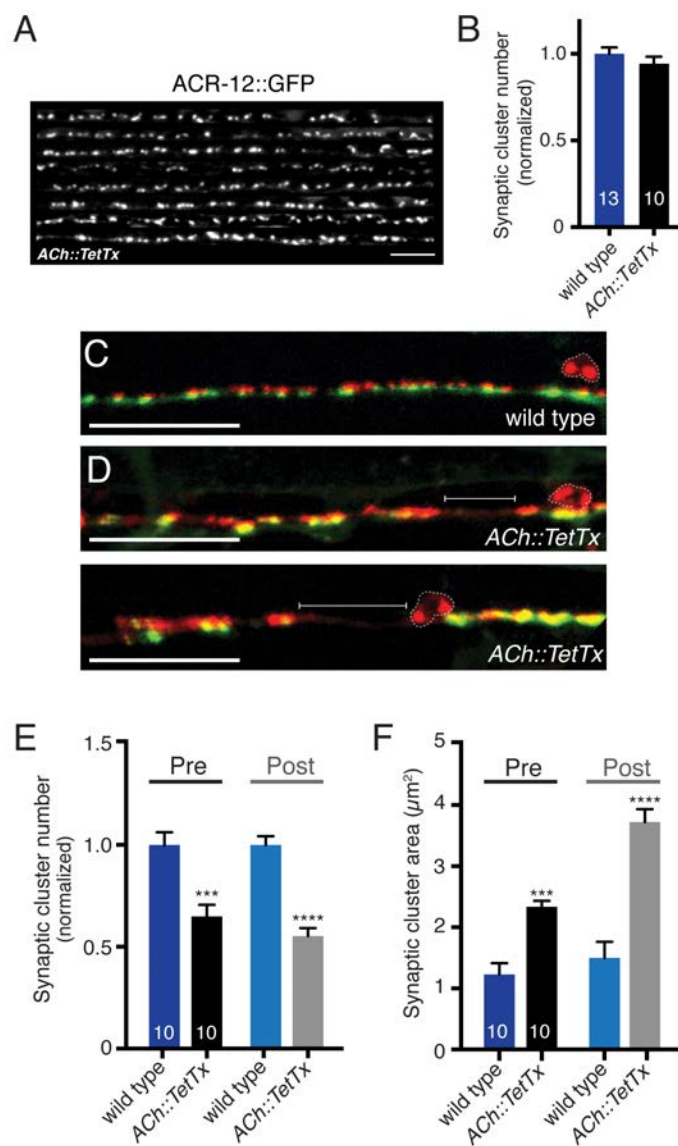 A
ACR-12::GFP
ACh::TetTx
B
Synaptic cluster number
(normalized)
1.0
0.5
0
13
10
wild type
ACh::TetTx
C
wild type
D
ACh::TetTx
ACh::TetTx
E
Synaptic cluster number
(normalized)
1.5
1.0
0.5
0
Pre
Post
***
****
10
10
wild type
ACh::TetTx
wild type
ACh::TetTx
F
Synaptic cluster area (µm²)
5
4
3
2
1
0
Pre
Post
***
****
10
10
wild type
ACh::TetTx
wild type
ACh::TetTx